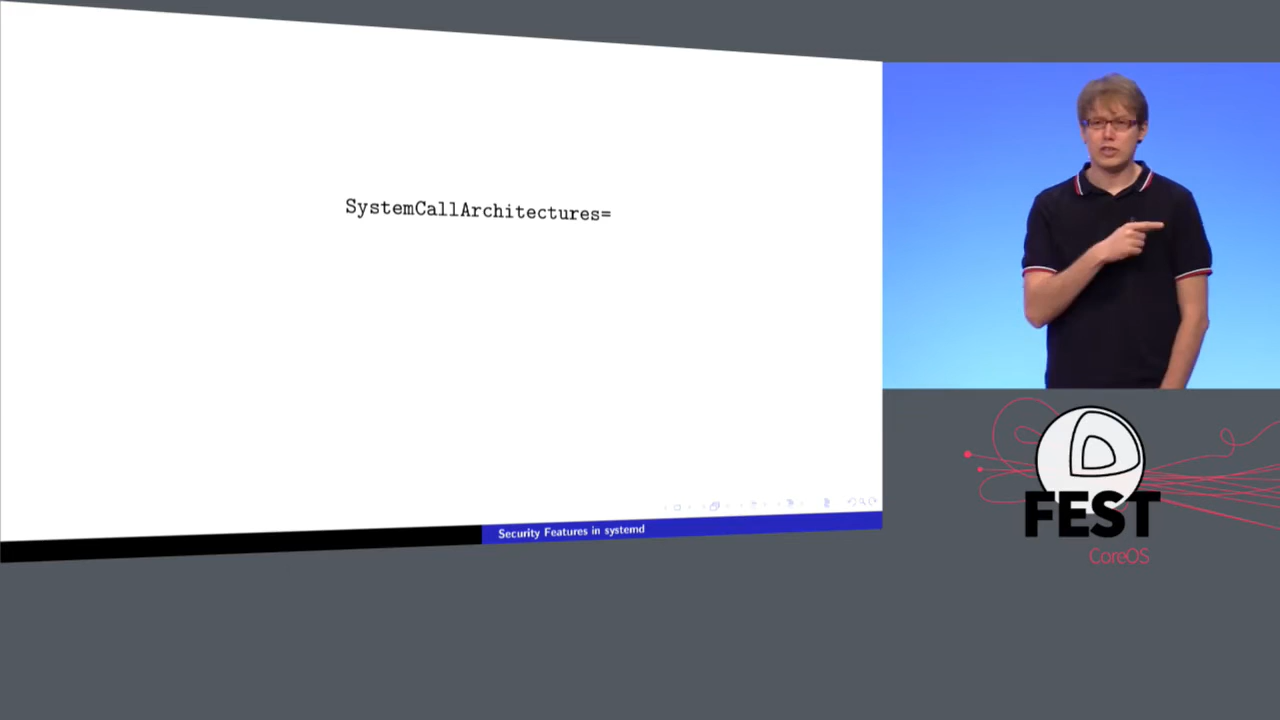 SystemCallArchitectures=
Security Features in systemd
FEST
CoreOS